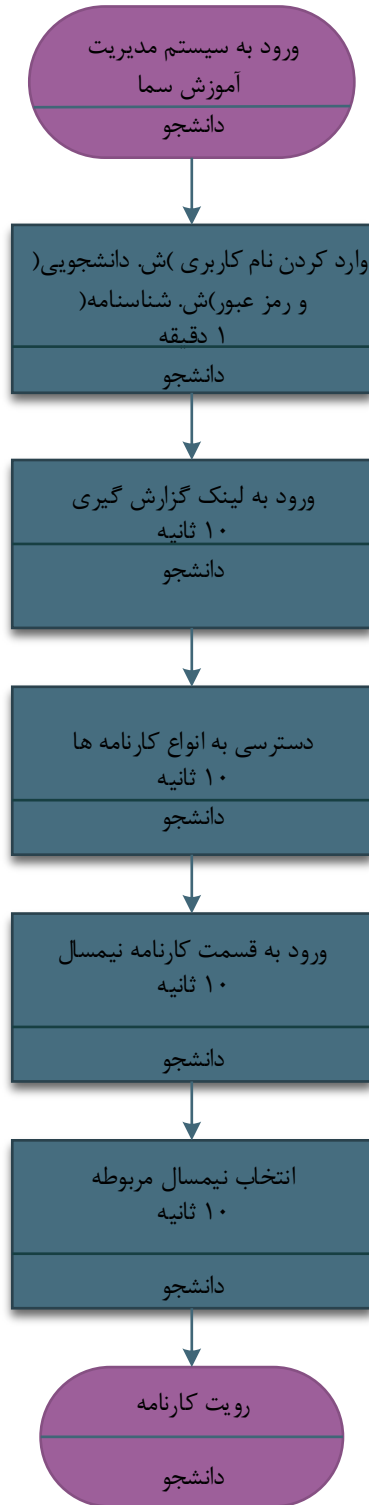 ورود به سیستم مدیریت
آموزش سما
دانشجو
وارد کردن نام کاربری )ش. دانشجویی(
و رمز عبور)ش. شناسنامه(
۱ دقیقه
دانشجو
ورود به لینک گزارش گیری
۱۰ ثانیه
دانشجو
دسترسی به انواع کارنامه ها
۱۰ ثانیه
دانشجو
ورود به قسمت کارنامه نیمسال
۱۰ ثانیه
دانشجو
انتخاب نیمسال مربوطه
۱۰ ثانیه
دانشجو
رویت کارنامه
دانشجو